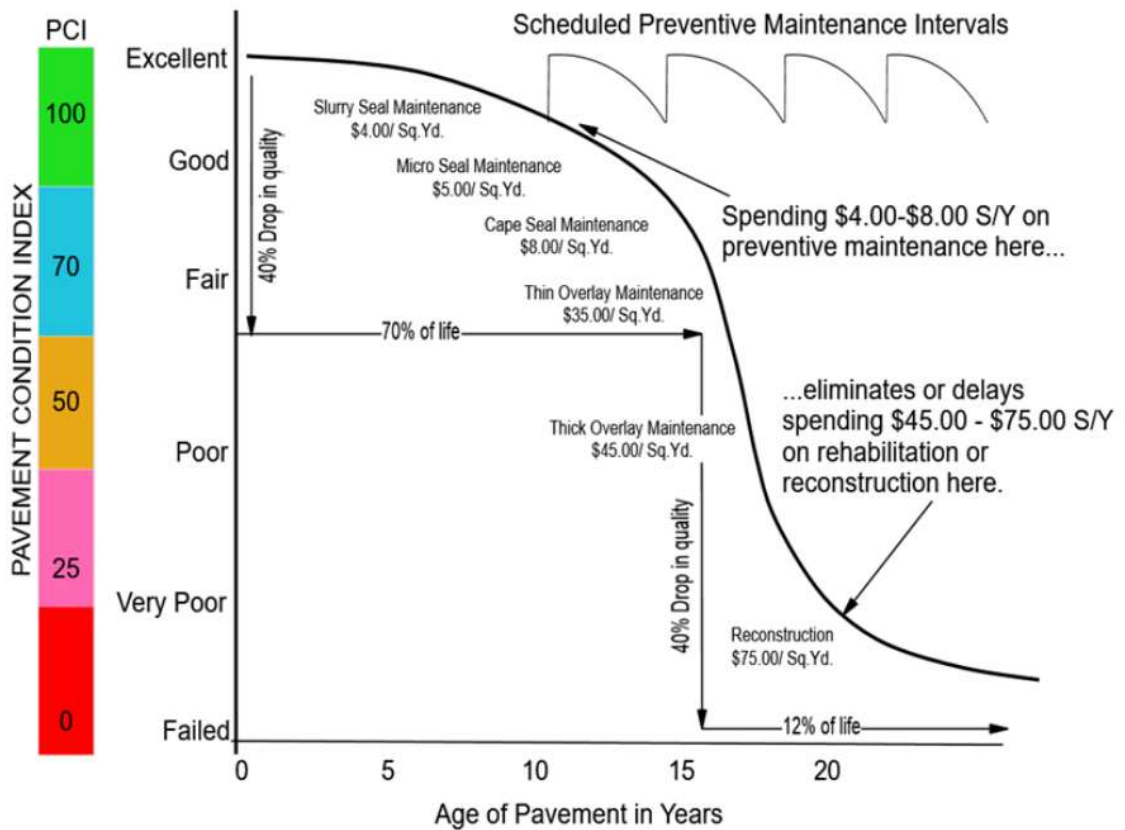 Scheduled Preventive Maintenance Intervals
PCI
Excellent
100
Slurry Seal Maintenance
$4.00/ Sq.Yd.
Good
Micro Seal Maintenance
$5.00/ Sq.Yd.
40% Drop in quality
Spending $4.00-$8.00 S/Y on
preventive maintenance here...
Cape Seal Maintenance
$8.00/ Sq.Yd.
70
Fair
Thin Overlay Maintenance
$35.00/ Sq.Yd.
70% of life
PAVEMENT CONDITION INDEX
50
...eliminates or delays
spending $45.00 - $75.00 S/Y
on rehabilitation or
reconstruction here.
Thick Overlay Maintenance
$45.00/ Sq.Yd.
Poor
25
40% Drop in quality
Very Poor
Reconstruction
$75.00/ Sq.Yd.
0
Failed
12% of life
0
5
10
15
20
Age of Pavement in Years